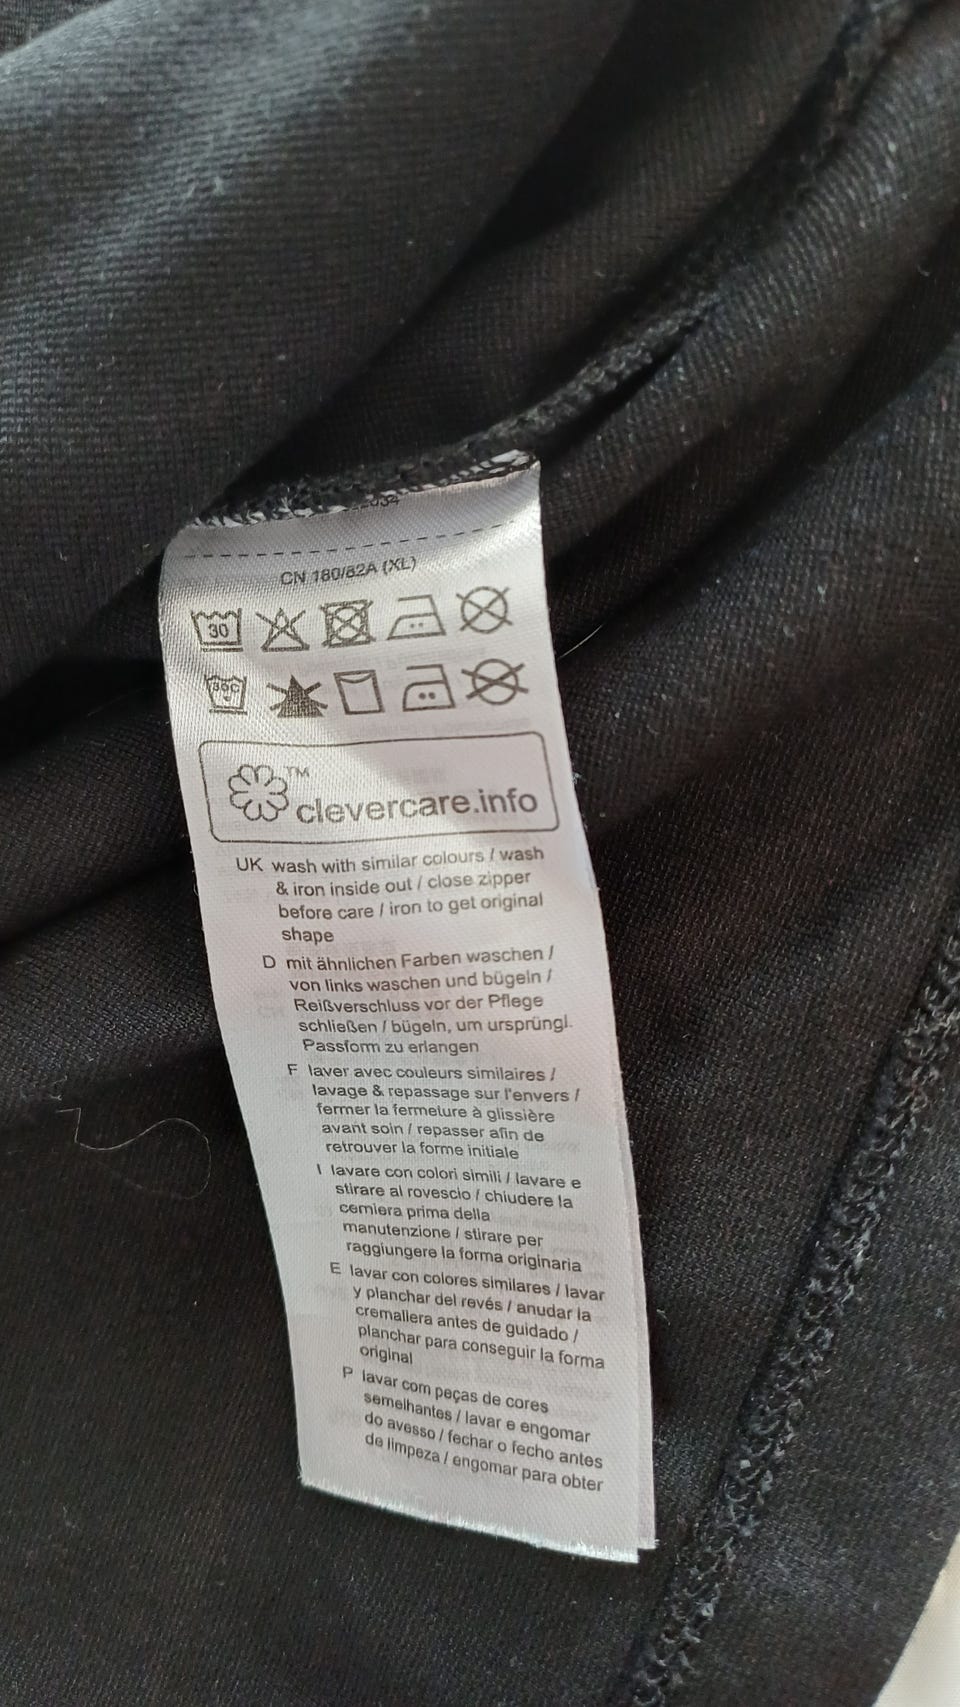 CN 180/82A (XL)
30
30C
TM
clevercare.info
UK wash with similar colours / wash
& iron inside out / close zipper
before care / iron to get original
shape
D mit ähnlichen Farben waschen /
von links waschen und bügeln /
Reißverschluss vor der Pflege
schließen / bügeln, um ursprüngl.
Passform zu erlangen
F laver avec couleurs similaires /
lavage & repassage sur l'envers /
fermer la fermeture à glissière
avant soin / repasser afin de
retrouver la forme initiale
I lavare con colori simili / lavare e
stirare al rovescio / chiudere la
cerniera prima della
manutenzione / stirare per
raggiungere la forma originaria
E lavar con colores similares / lavar
y planchar del revés / anudar la
cremallera antes de guidado /
planchar para conseguir la forma
original
P lavar com peças de cores
semelhantes / lavar e engomar
do avesso / fechar o fecho antes
de limpeza / engomar para obter